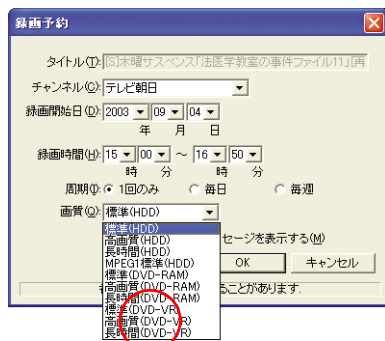 録画予約
タイトル(T): [S]木曜サスペンス「法医学教室の事件ファイル11」[再
チャンネル(C): テレビ朝日
録画開始日(D): 2003 09 04
年 月 日
録画時間(H): 15 00 ～ 16 50
時 分 時 分
周期(I): 1回のみ 毎日 毎週
画質(Q): 標準(HDD)
標準(HDD)
高画質(HDD) セージを表示する(M)
長時間(HDD)
MPEG1標準(HDD) OK キャンセル
標準(DVD-RAM)
高画質(DVD-RAM) ることがあります.
長時間(DVD-RAM)
標準(DVD-VR)
高画質(DVD-VR)
長時間(DVD-VR)